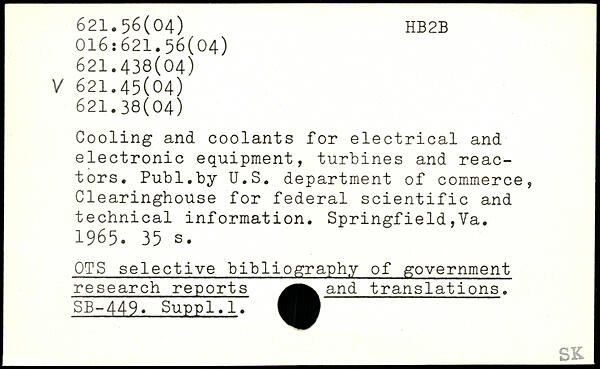 621.56(04) HB2B
016:621.56(04)
621.438(04)
V 621.45(04)
621.38(04)
Cooling and coolants for electrical and
electronic equipment, turbines and reac-
tors. Publ.by U.S. department of commerce,
Clearinghouse for federal scientific and
technical information. Springfield,Va.
1965. 35 s.
OTS selective bibliography of government
research reports and translations.
SB-449. Suppl.1.
SK